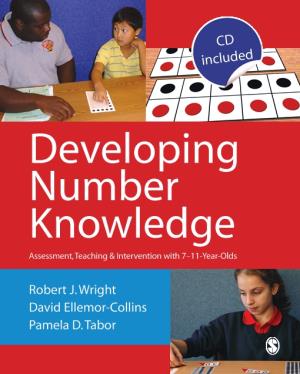 CD
included
Developing
Number
Knowledge
Assessment, Teaching & Intervention with 7–11-Year-Olds
Robert J. Wright
David Ellemor-Collins
Pamela D. Tabor